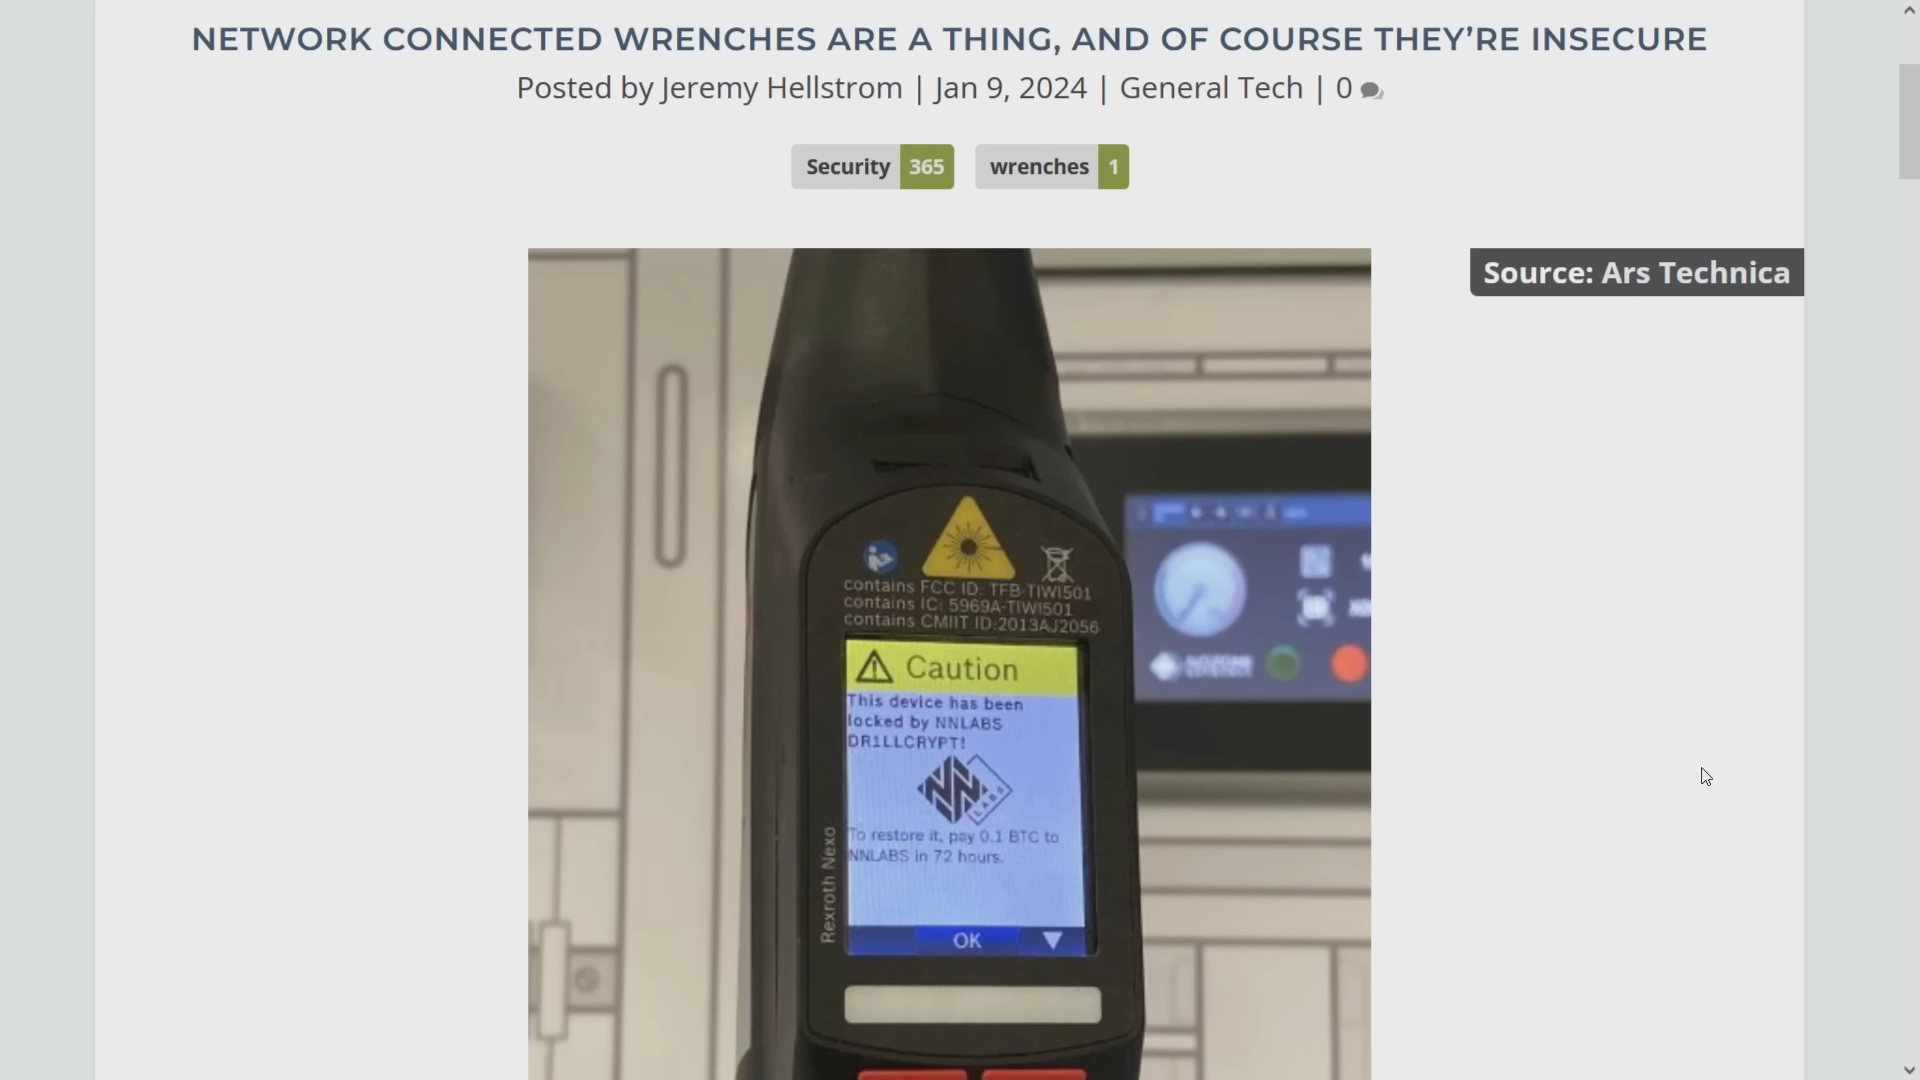 NETWORK CONNECTED WRENCHES ARE A THING, AND OF COURSE THEY’RE INSECURE
Posted by Jeremy Hellstrom | Jan 9, 2024 | General Tech | 0
Security 365 wrenches 1
Source: Ars Technica
contains FCC ID: TFB-TIWI501
contains IC: 5969A-TIWI501
contains CMIIT ID:2013AJ2056
Caution
This device has been
locked by NNLABS
DR1LLCRYPT!
NN LABS
To restore it, pay 0.1 BTC to
NNLABS in 72 hours.
OK
Rexroth Nexo